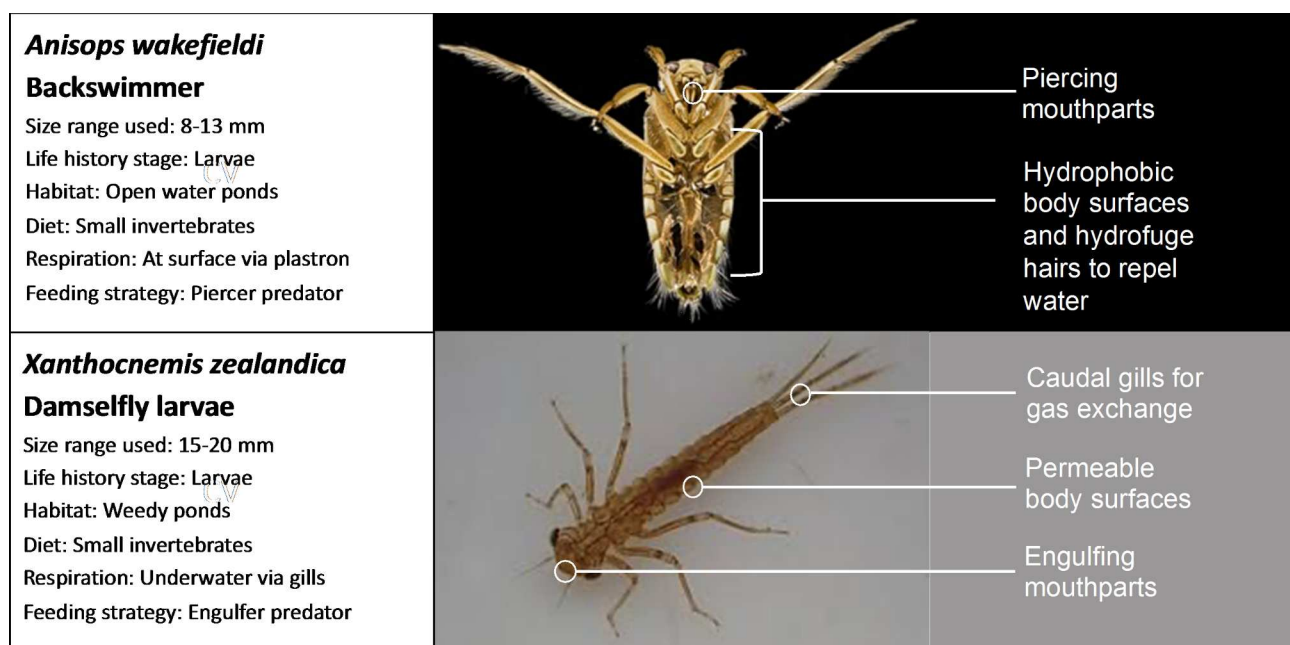 Anisops wakefieldi
Backswimmer
Size range used: 8-13 mm
Life history stage: Larvae
Habitat: Open water ponds
Diet: Small invertebrates
Respiration: At surface via plastron
Feeding strategy: Piercer predator
Piercing
mouthparts
Hydrophobic
body surfaces
and hydrofuge
hairs to repel
water
Xanthocnemis zealandica
Damselfly larvae
Size range used: 15-20 mm
Life history stage: Larvae
Habitat: Weedy ponds
Diet: Small invertebrates
Respiration: Underwater via gills
Feeding strategy: Engulfer predator
Caudal gills for
gas exchange
Permeable
body surfaces
Engulfing
mouthparts